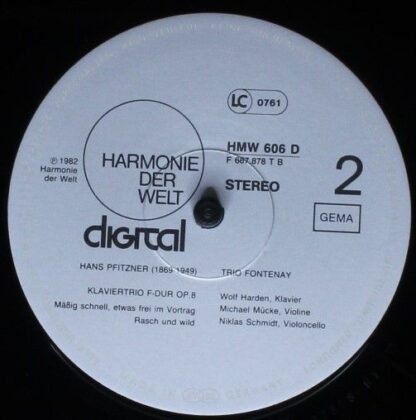 LC 0761
HMW 606 D
F 667.878 T B
STEREO
2
GEMA
℗ 1982
Harmonie
der Welt
HARMONIE
DER
WELT
digital
HANS PFITZNER (1869-1949)
KLAVIERTRIO F-DUR OP.8
Mäßig schnell, etwas frei im Vortrag
Rasch und wild
TRIO FONTENAY
Wolf Harden, Klavier
Michael Mücke, Violine
Niklas Schmidt, Violoncello